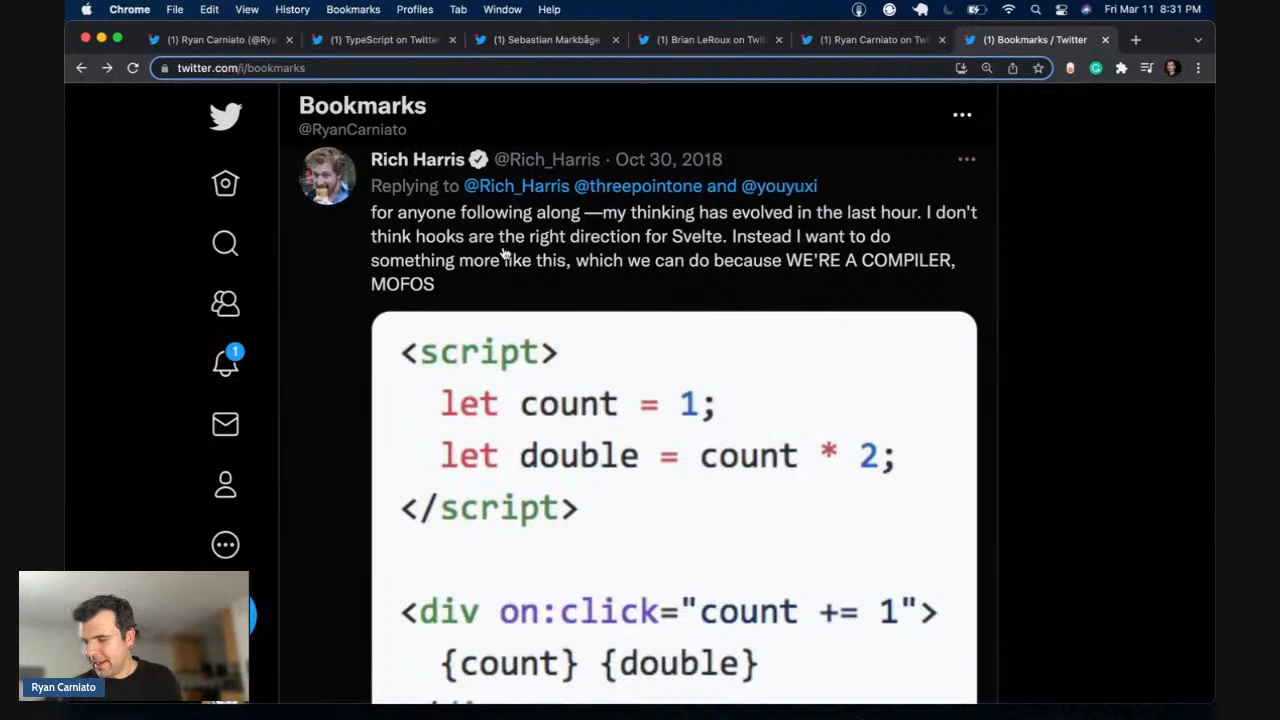 Chrome File Edit View History Bookmarks Profiles Tab Window Help Fri Mar 11 8:31 PM
(1) Ryan Carniato (@Ry (1) TypeScript on Twitte (1) Sebastian Markbåge (1) Brian LeRoux on Twit (1) Ryan Carniato on Tw (1) Bookmarks / Twitter
twitter.com/i/bookmarks
Bookmarks
@RyanCarniato
Rich Harris @Rich_Harris · Oct 30, 2018
Replying to @Rich_Harris @threepointone and @youyuxi
for anyone following along —my thinking has evolved in the last hour. I don't
think hooks are the right direction for Svelte. Instead I want to do
something more like this, which we can do because WE'RE A COMPILER,
MOFOS
<script>
let count = 1;
let double = count * 2;
</script>
<div on:click="count += 1">
{count} {double}
1
Ryan Carniato